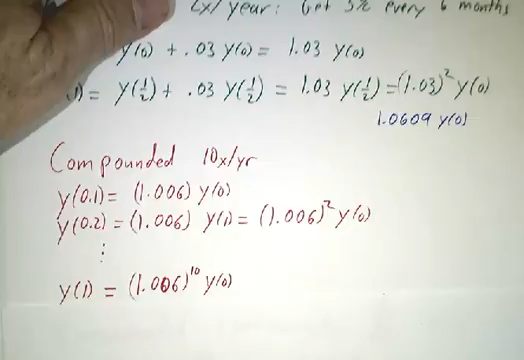 2x/year: Get 3% every 6 months
y(0) + .03 y(0) = 1.03 y(0)
1) = y(½) + .03 y(½) = 1.03 y(½) = (1.03)² y(0)
1.0609 y(0)
Compounded 10x/yr
y(0.1) = (1.006) y(0)
y(0.2) = (1.006) y(1) = (1.006)² y(0)
⋮
y(1) = (1.006)¹⁰ y(0)